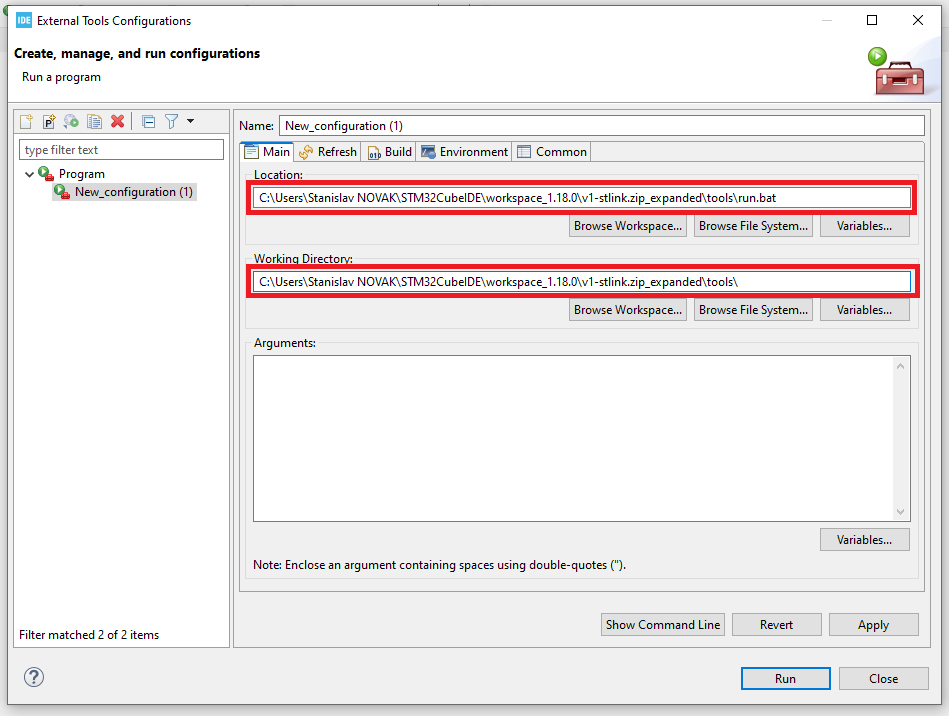 IDE External Tools Configurations
Create, manage, and run configurations
Run a program
Name: New_configuration (1)
type filter text
Program
New_configuration (1)
Main Refresh Build Environment Common
Location:
C:\Users\Stanislav NOVAK\STM32CubeIDE\workspace_1.18.0\v1-stlink.zip_expanded\tools\run.bat
Browse Workspace... Browse File System... Variables...
Working Directory:
C:\Users\Stanislav NOVAK\STM32CubeIDE\workspace_1.18.0\v1-stlink.zip_expanded\tools\
Browse Workspace... Browse File System... Variables...
Arguments:
Variables...
Note: Enclose an argument containing spaces using double-quotes (").
Filter matched 2 of 2 items
Show Command Line Revert Apply
? Run Close